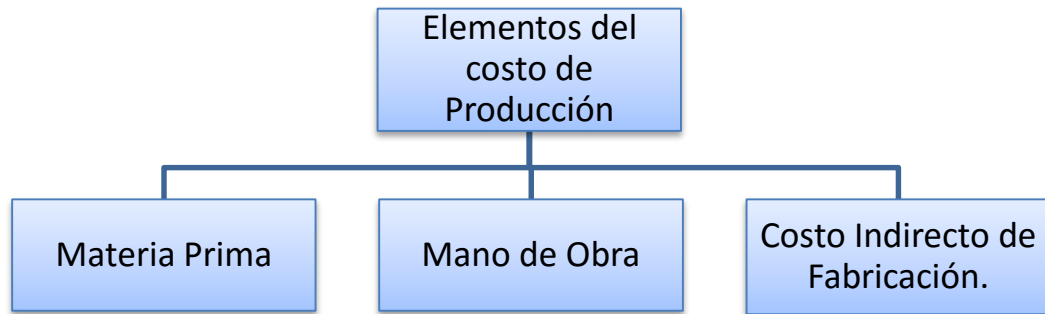 Elementos del
costo de
Producción
Materia Prima
Mano de Obra
Costo Indirecto de
Fabricación.